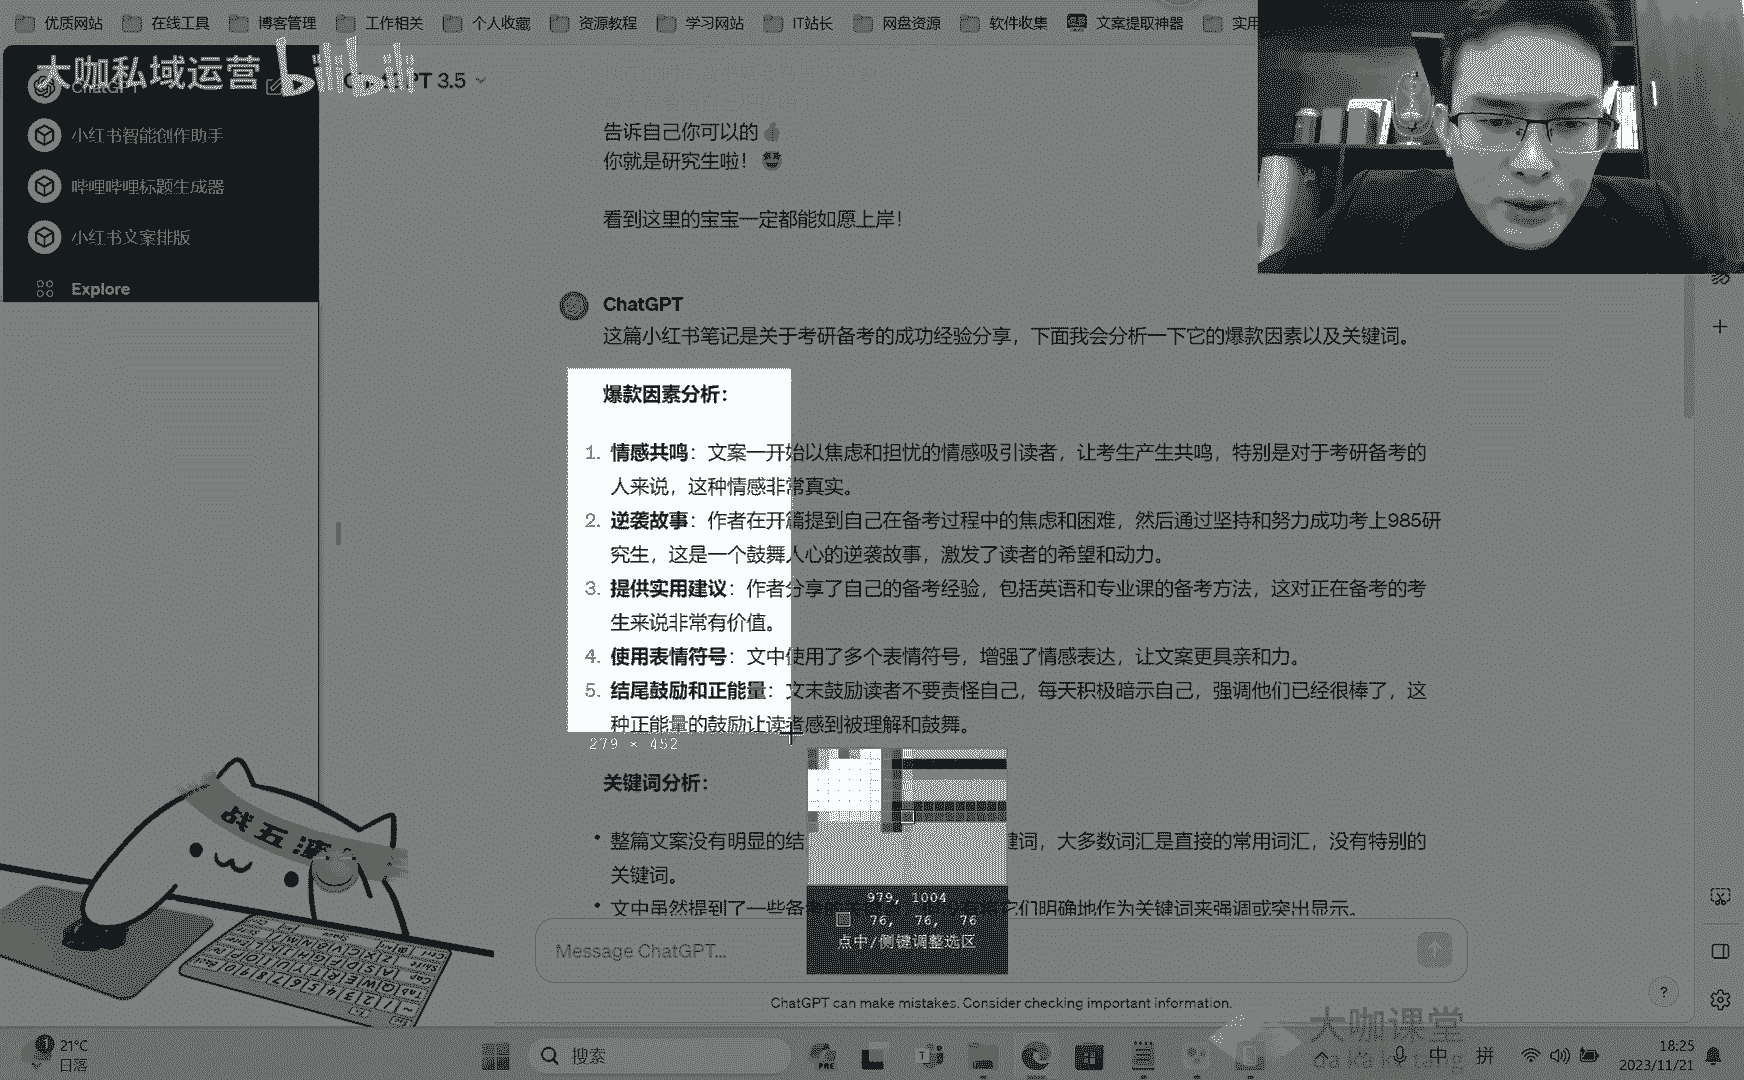 优质网站 在线工具 博客管理 工作相关 个人收藏 资源教程 学习网站 IT站长 网盘资源 软件收集 文案提取神器 实用
大咖私域运营 bilibili
ChatGPT
PT 3.5
小红书智能创作助手
哔哩哔哩标题生成器
小红书文案排版
Explore
告诉自己你可以的
你就是研究生啦！
看到这里的宝宝一定都能如愿上岸！
ChatGPT
这篇小红书笔记是关于考研备考的成功经验分享，下面我会分析一下它的爆款因素以及关键词。
爆款因素分析：
1. 情感共鸣：文案一开始以焦虑和担忧的情感吸引读者，让考生产生共鸣，特别是对于考研备考的
人来说，这种情感非常真实。
2. 逆袭故事：作者在开篇提到自己在备考过程中的焦虑和困难，然后通过坚持和努力成功考上985研
究生，这是一个鼓舞人心的逆袭故事，激发了读者的希望和动力。
3. 提供实用建议：作者分享了自己的备考经验，包括英语和专业课的备考方法，这对正在备考的考
生来说非常有价值。
4. 使用表情符号：文中使用了多个表情符号，增强了情感表达，让文案更具亲和力。
5. 结尾鼓励和正能量：文末鼓励读者不要责怪自己，每天积极暗示自己，强调他们已经很棒了，这
种正能量的鼓励让读者感到被理解和鼓舞。
279 × 452
关键词分析：
• 整篇文案没有明显的结 键词，大多数词汇是直接的常用词汇，没有特别的
关键词。
• 文中虽然提到了一些备 它们明确地作为关键词来强调或突出显示。
979, 1004
76, 76, 76
点中/侧键调整选区
战五渣
Message ChatGPT...
ChatGPT can make mistakes. Consider checking important information.
?
大咖课堂
da ka ke tang
1
21°C
日落
搜索
PRE
中 拼
18:25
2023/11/21